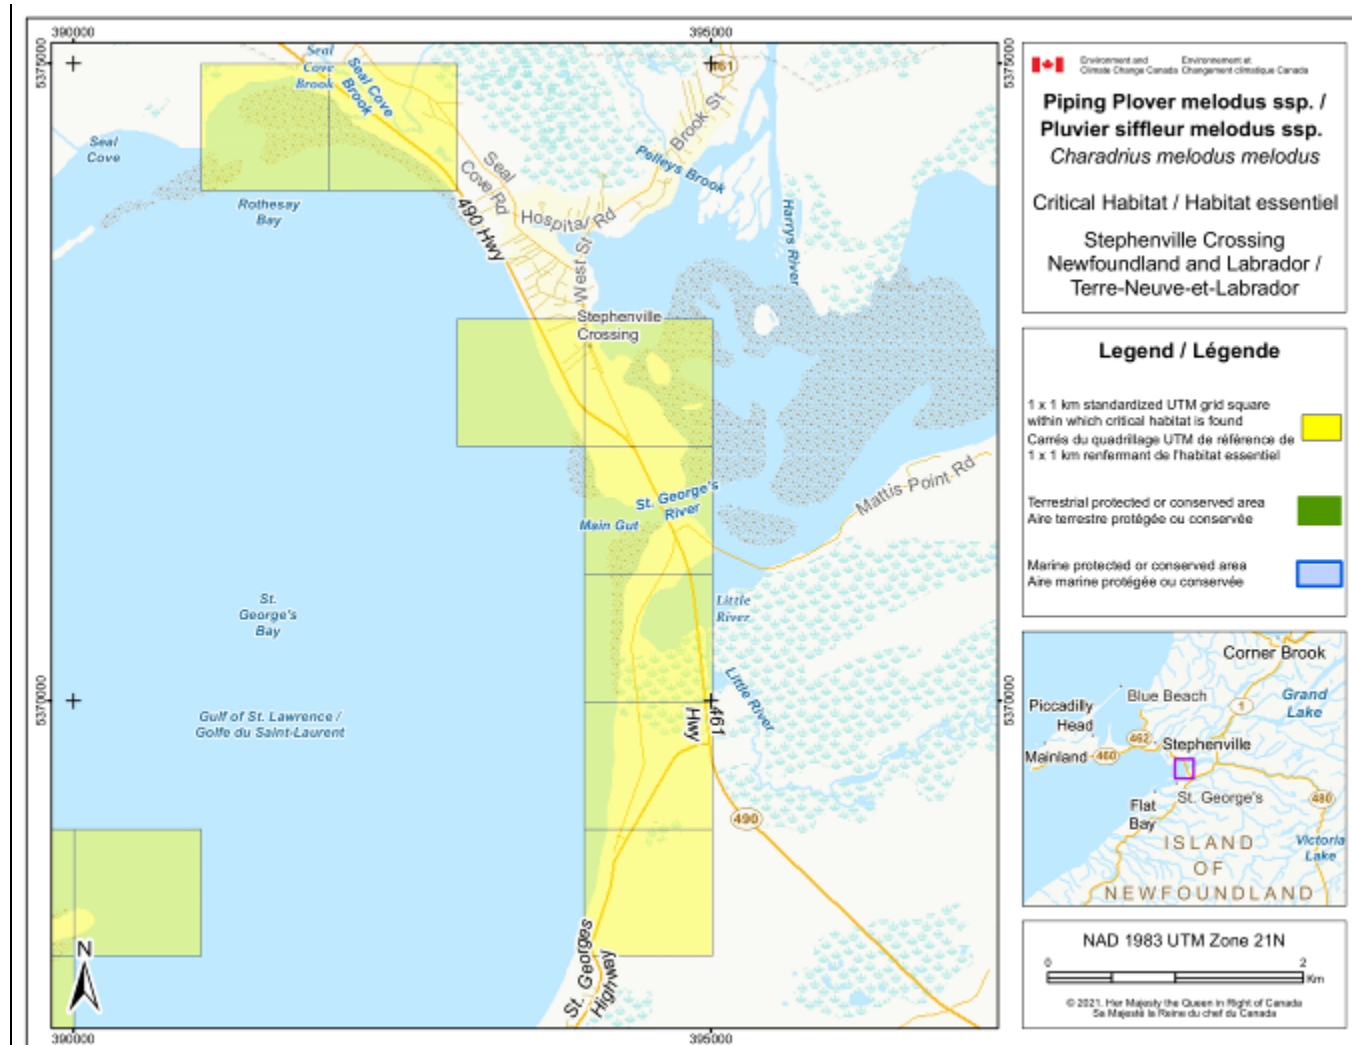 390000
395000
5375000
5375000
Seal
Cove
Brook
Seal Cove
Brook
461
Brook St
Seal
Cove
Pelleys Brook
Seal
Cove Rd
Rothesay
Bay
Hospital Rd
490 Hwy
West St
Harrys River
Stephenville
Crossing
Mattis Point Rd
St. George's
River
Main Gut
St.
George's
Bay
Little
River
Little River
5370000
5370000
Gulf of St. Lawrence /
Golfe du Saint-Laurent
461
Hwy
490
N
St. Georges
Highway
390000
395000
Environment and
Climate Change Canada
Environnement et
Changement climatique Canada
Piping Plover melodus ssp. /
Pluvier siffleur melodus ssp.
Charadrius melodus melodus
Critical Habitat / Habitat essentiel
Stephenville Crossing
Newfoundland and Labrador /
Terre-Neuve-et-Labrador
Legend / Légende
1 x 1 km standardized UTM grid square
within which critical habitat is found
Carrés du quadrillage UTM de référence de
1 x 1 km renfermant de l'habitat essentiel
Terrestrial protected or conserved area
Aire terrestre protégée ou conservée
Marine protected or conserved area
Aire marine protégée ou conservée
Corner Brook
Blue Beach
Grand
Lake
Piccadilly
Head
1
462
Stephenville
Mainland
460
St. George's
480
Flat
Bay
Victoria
Lake
ISLAND
OF
NEWFOUNDLAND
NAD 1983 UTM Zone 21N
0 2
Km
© 2021. Her Majesty the Queen in Right of Canada
Sa Majesté la Reine du chef du Canada